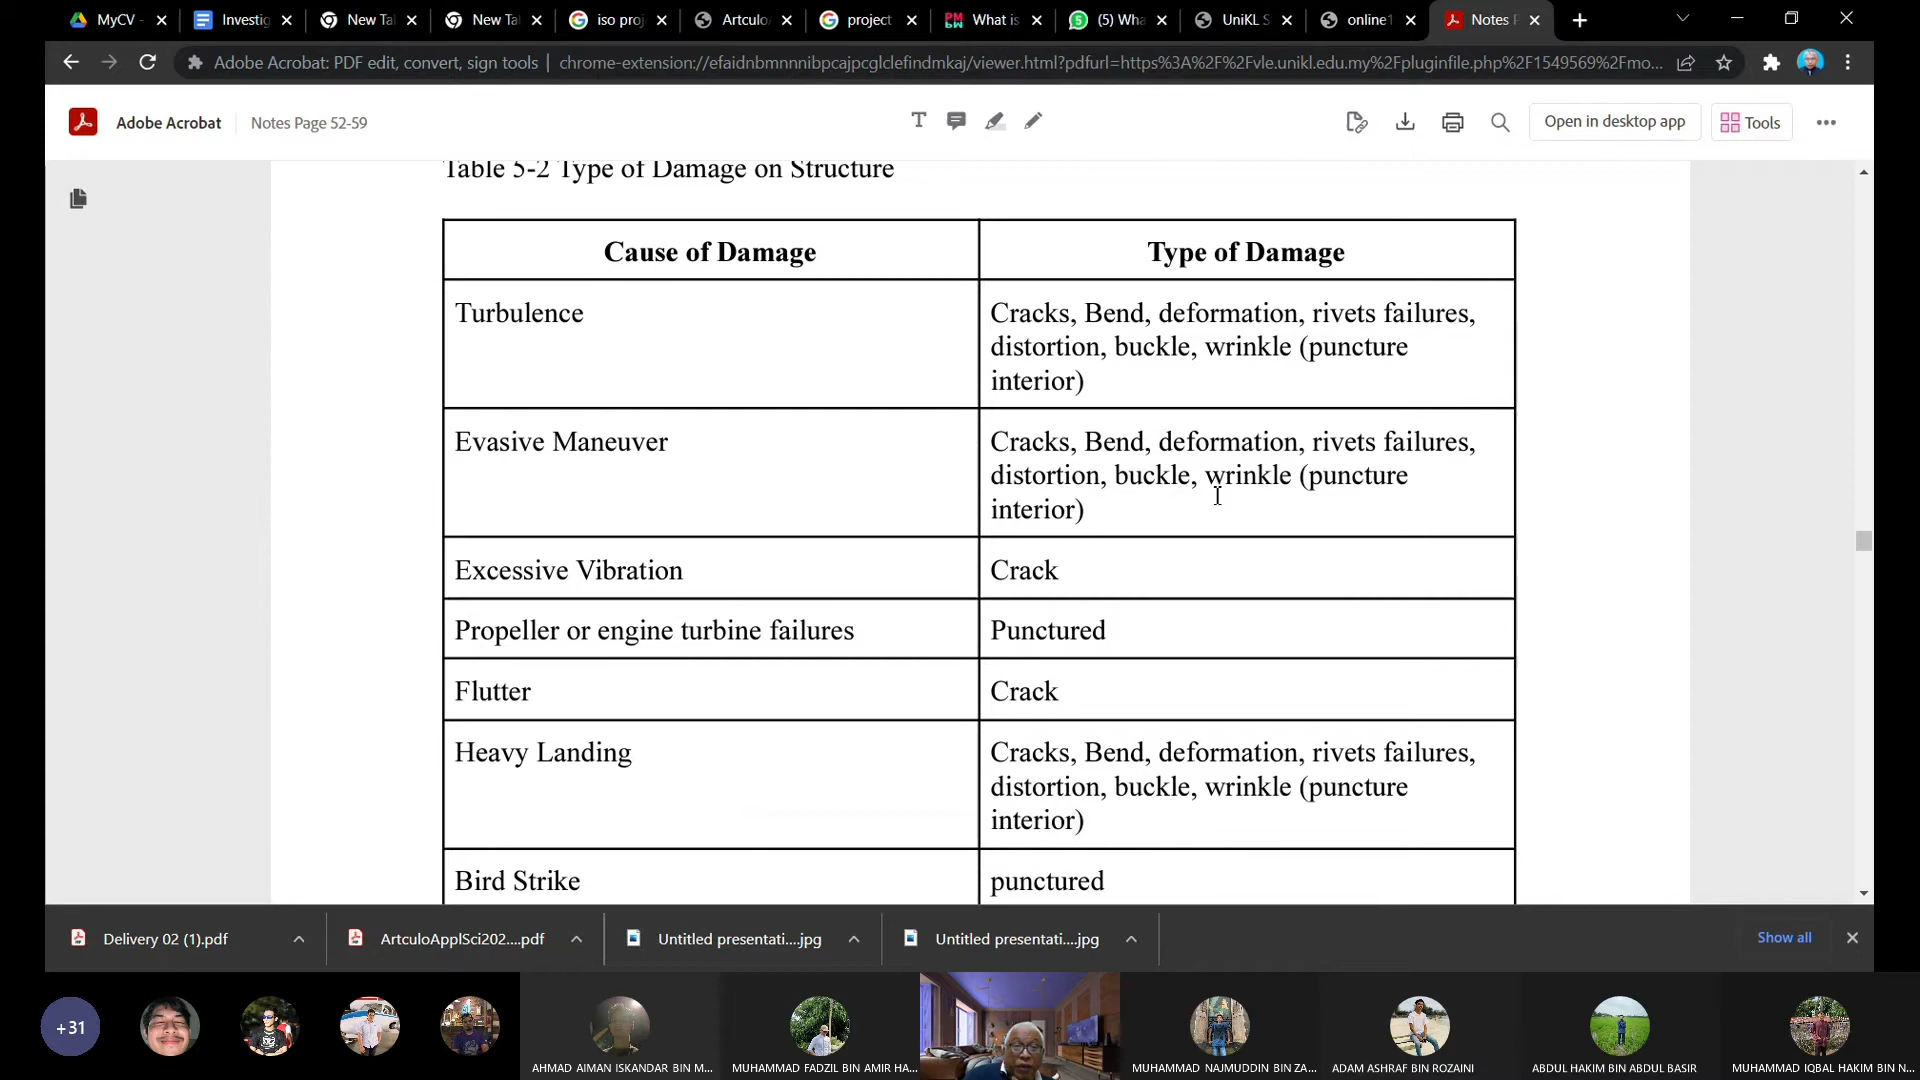 MyCV -
Investig
New Ta
New Ta
iso proj
Artculo
project
What is
(5) Wha
UniKL S
online1
Notes P
Adobe Acrobat: PDF edit, convert, sign tools | chrome-extension://efaidnbmnnnibpcajpcglclefindmkaj/viewer.html?pdfurl=https%3A%2F%2Fvle.unikl.edu.my%2Fpluginfile.php%2F1549569%2Fmo...
Adobe Acrobat
Notes Page 52-59
Open in desktop app
Tools
Table 5-2 Type of Damage on Structure
Cause of Damage
Type of Damage
Turbulence
Cracks, Bend, deformation, rivets failures,
distortion, buckle, wrinkle (puncture
interior)
Evasive Maneuver
Cracks, Bend, deformation, rivets failures,
distortion, buckle, wrinkle (puncture
interior)
Excessive Vibration
Crack
Propeller or engine turbine failures
Punctured
Flutter
Crack
Heavy Landing
Cracks, Bend, deformation, rivets failures,
distortion, buckle, wrinkle (puncture
interior)
Bird Strike
punctured
Delivery 02 (1).pdf
ArtculoApplSci202....pdf
Untitled presentati....jpg
Untitled presentati....jpg
Show all
+31
AHMAD AIMAN ISKANDAR BIN M...
MUHAMMAD FADZIL BIN AMIR HA...
MUHAMMAD NAJMUDDIN BIN ZA...
ADAM ASHRAF BIN ROZAINI
ABDUL HAKIM BIN ABDUL BASIR
MUHAMMAD IQBAL HAKIM BIN N...